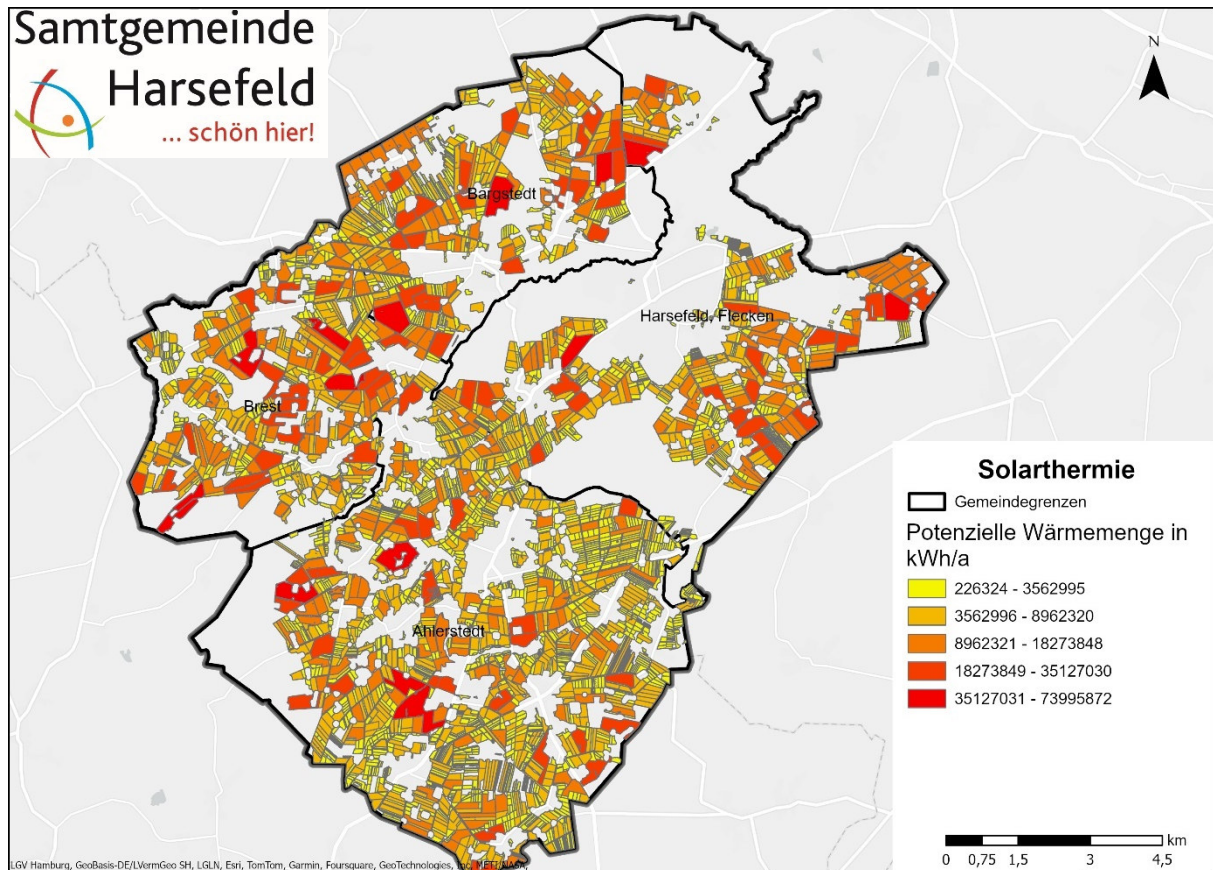 Samtgemeinde
Harsefeld
... schön hier!
N
Bargstedt
Harsefeld, Flecken
Brest
Ahlerstedt
Solarthermie
Gemeindegrenzen
Potenzielle Wärmemenge in
kWh/a
226324 - 3562995
3562996 - 8962320
8962321 - 18273848
18273849 - 35127030
35127031 - 73995872
km
0 0,75 1,5 3 4,5
LGV Hamburg, GeoBasis-DE/LVermGeo SH, LGLN, Esri, TomTom, Garmin, Foursquare, GeoTechnologies, Inc, METI/NASA,